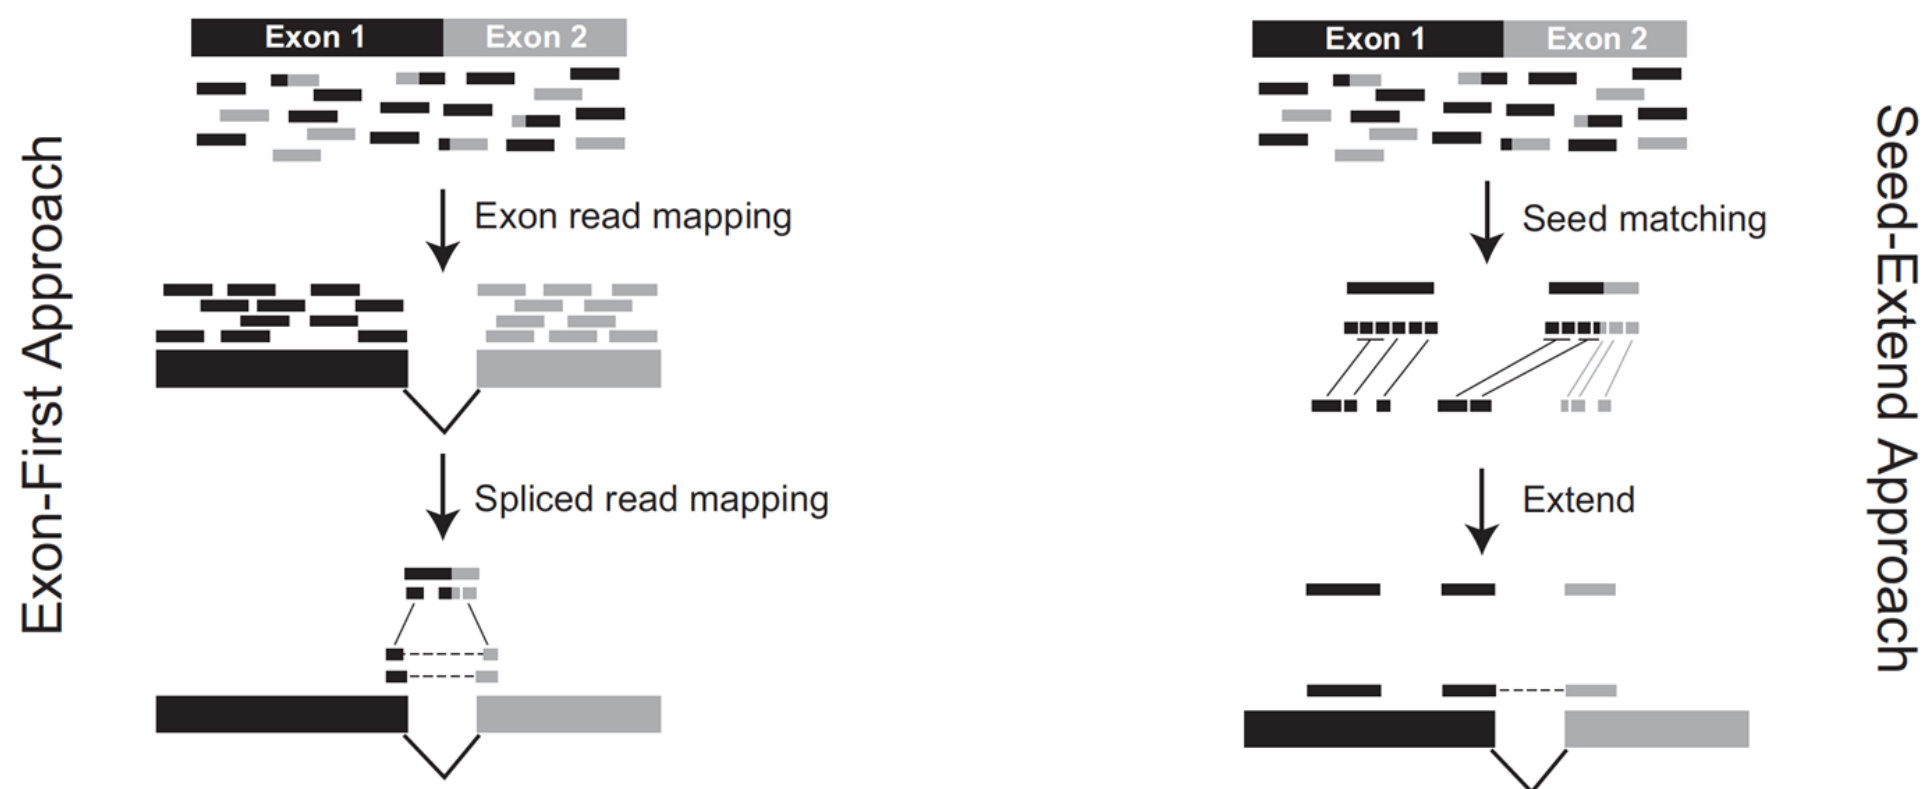 Exon-First Approach
Exon 1 Exon 2
Exon read mapping
Spliced read mapping
Exon 1 Exon 2
Seed matching
Extend
Seed-Extend Approach